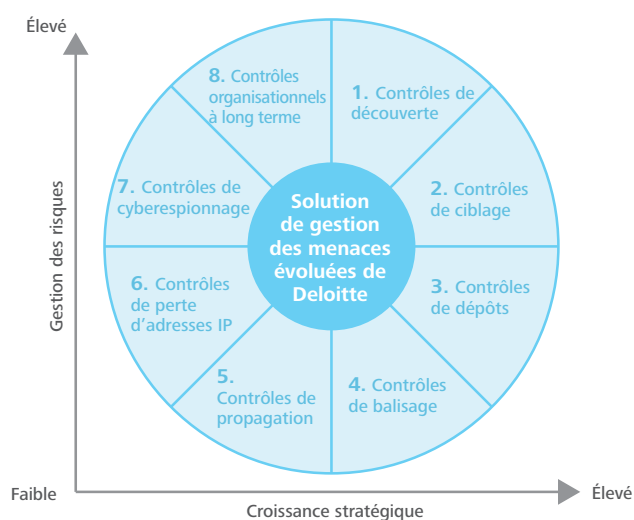 Élevé
8. Contrôles
organisationnels
à long terme
1. Contrôles de
découverte
7. Contrôles de
cyberespionnage
2. Contrôles
de ciblage
Solution
de gestion
des menaces
évoluées de
Deloitte
6. Contrôles
de perte
d'adresses IP
3. Contrôles
de dépôts
5.
Contrôles de
propagation
4. Contrôles
de balisage
Gestion des risques
Faible
Croissance stratégique
Élevé